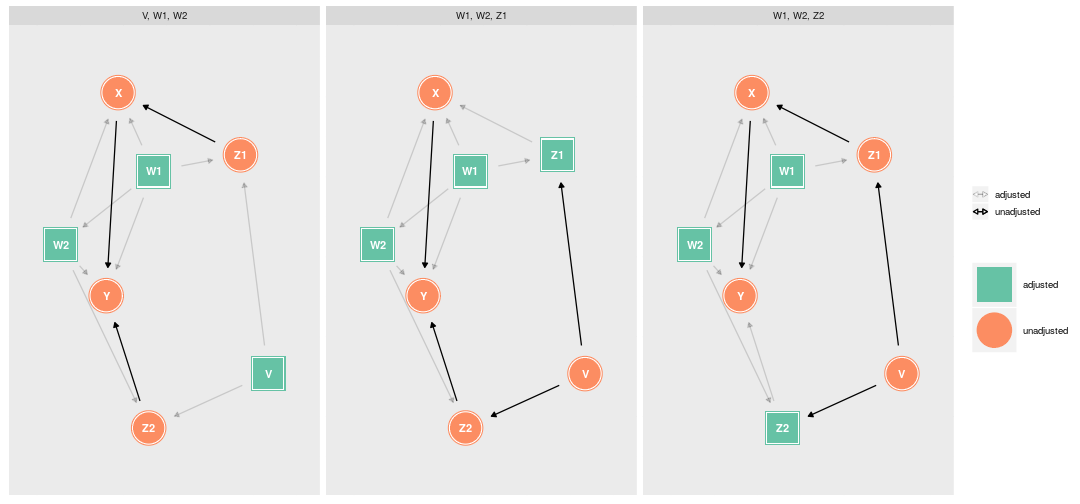 V, W1, W2
W1, W2, Z1
W1, W2, Z2
X
Z1
W1
W2
Y
V
Z2
X
Z1
W1
W2
Y
V
Z2
X
Z1
W1
W2
Y
V
Z2
adjusted
unadjusted
adjusted
unadjusted